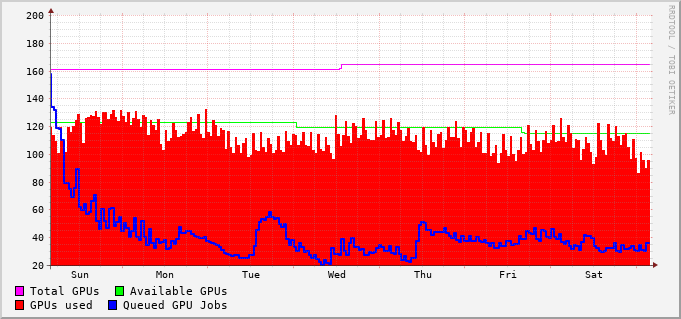 200
180
160
140
120
100
80
60
40
20
Sun Mon Tue Wed Thu Fri Sat
Total GPUs Available GPUs
GPUs used Queued GPU Jobs
RRDTOOL / TOBI OETIKER